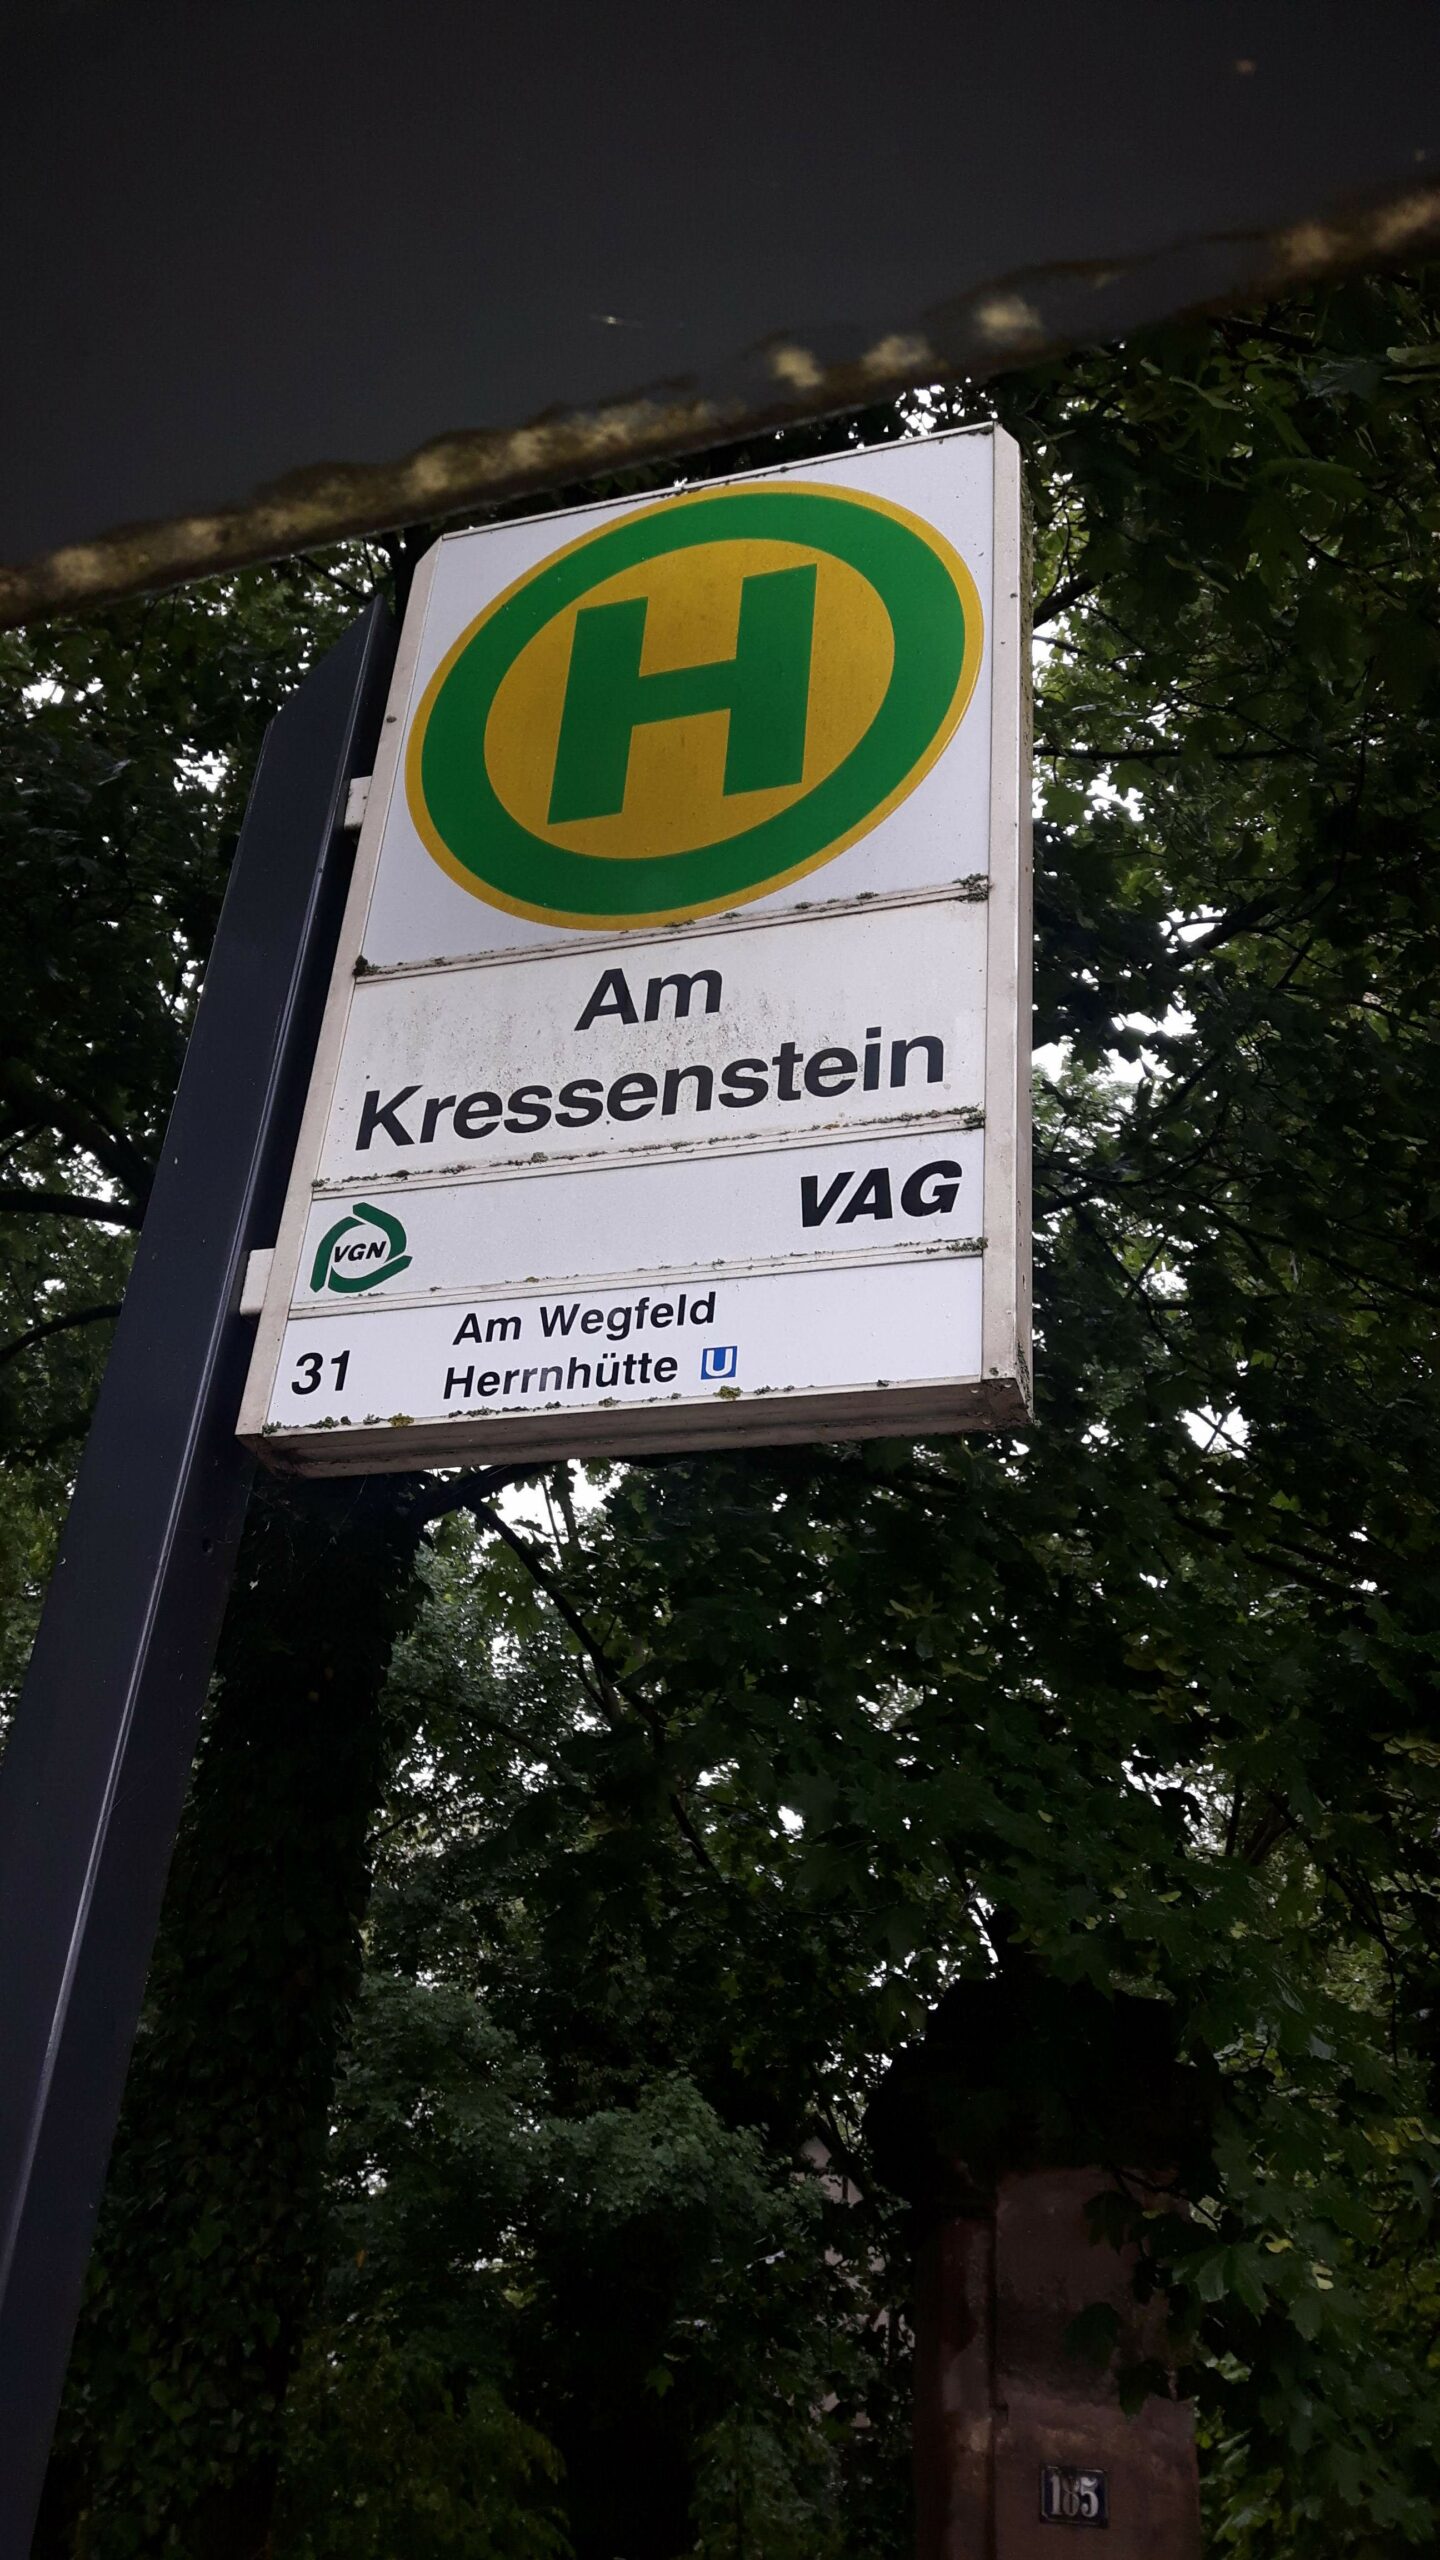 H
Am
Kressenstein
VGN VAG
31 Am Wegfeld
Herrnhütte U
185